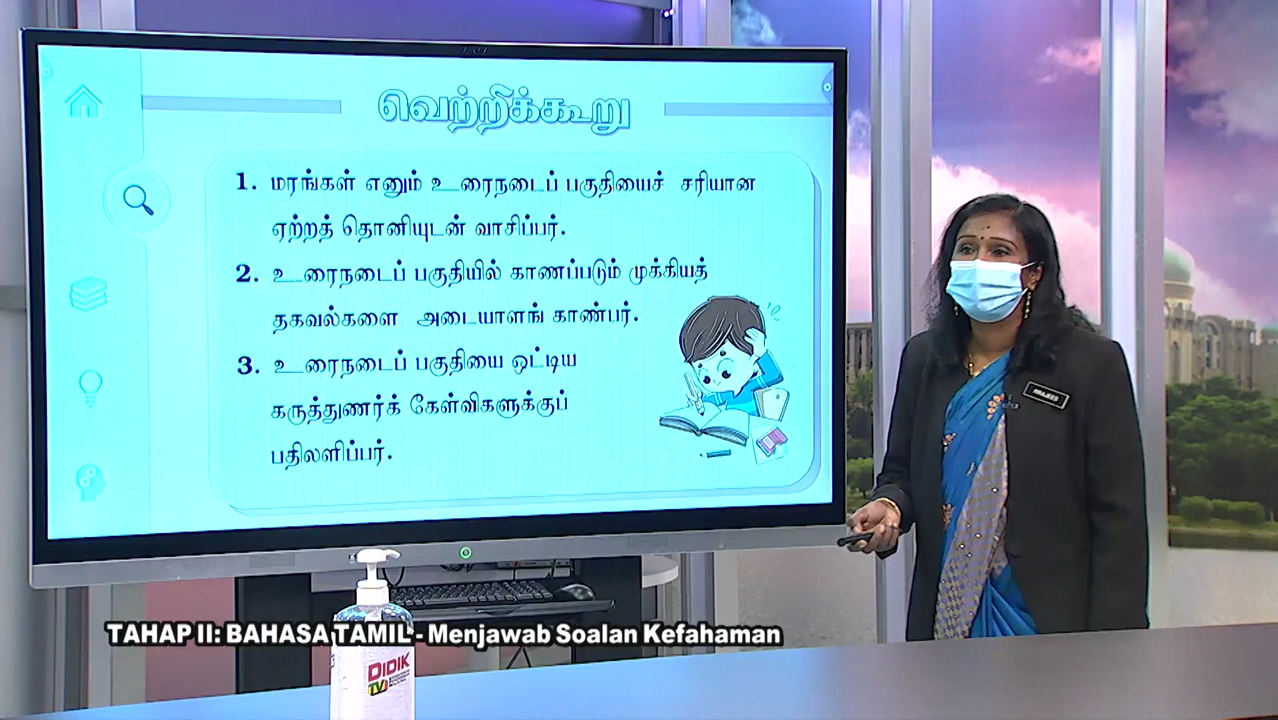 வெற்றிக்கூறு
1. மரங்கள் எனும் உரைநடைப் பகுதியைச் சரியான
ஏற்றத் தொனியுடன் வாசிப்பர்.
2. உரைநடைப் பகுதியில் காணப்படும் முக்கியத்
தகவல்களை அடையாளங் காண்பர்.
3. உரைநடைப் பகுதியை ஒட்டிய
கருத்துணர்க் கேள்விகளுக்குப்
பதிலளிப்பர்.
TAHAP II: BAHASA TAMIL - Menjawab Soalan Kefahaman
DIDIK
TV